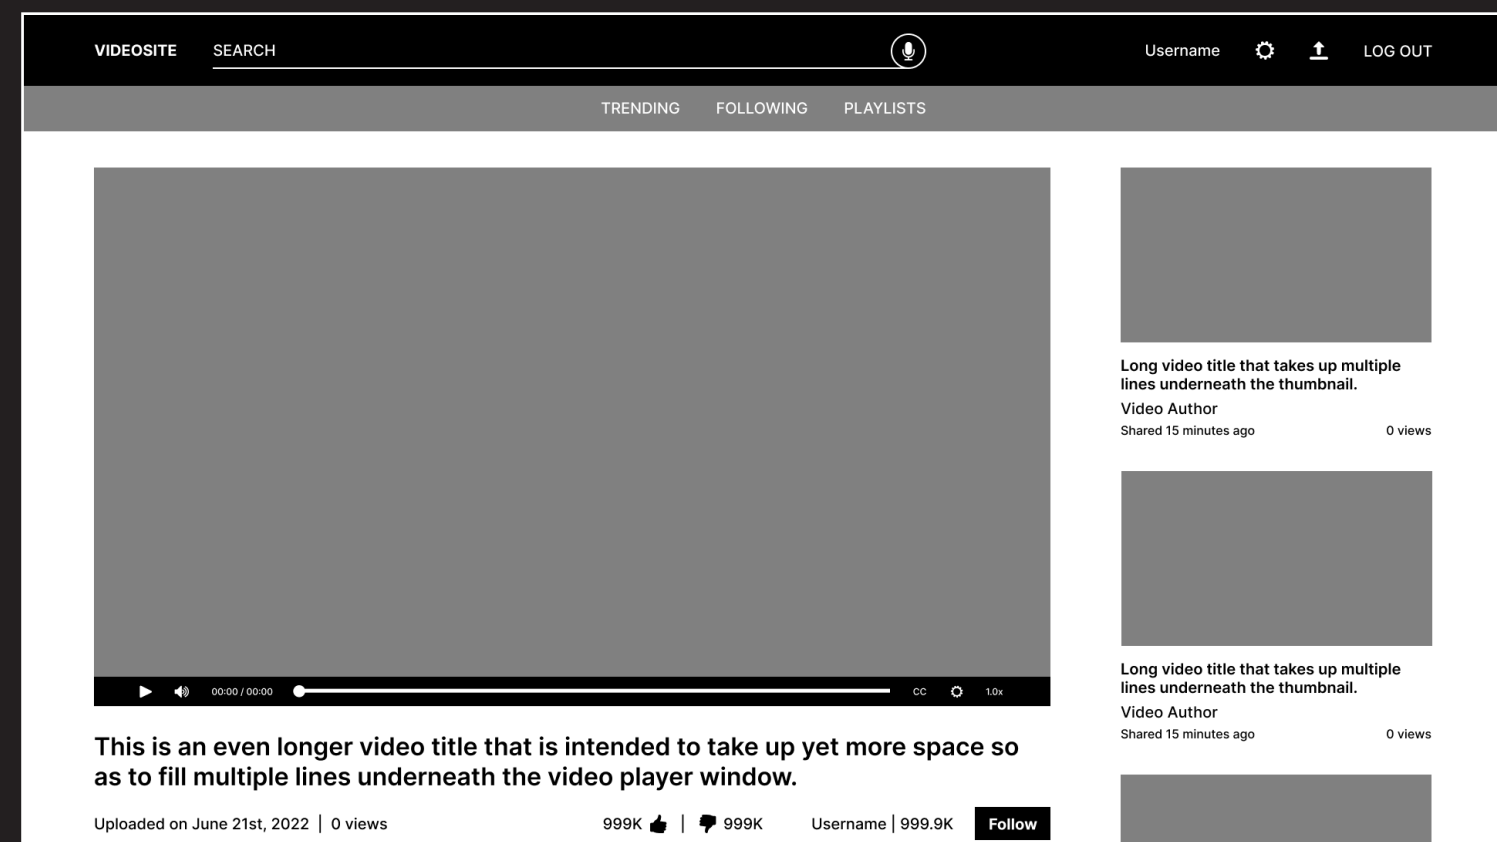 VIDEOSITE SEARCH Username LOG OUT
TRENDING FOLLOWING PLAYLISTS
00:00 / 00:00 CC 1.0x
This is an even longer video title that is intended to take up yet more space so
as to fill multiple lines underneath the video player window.
Uploaded on June 21st, 2022 | 0 views 999K | 999K Username | 999.9K Follow
Long video title that takes up multiple
lines underneath the thumbnail.
Video Author
Shared 15 minutes ago 0 views
Long video title that takes up multiple
lines underneath the thumbnail.
Video Author
Shared 15 minutes ago 0 views